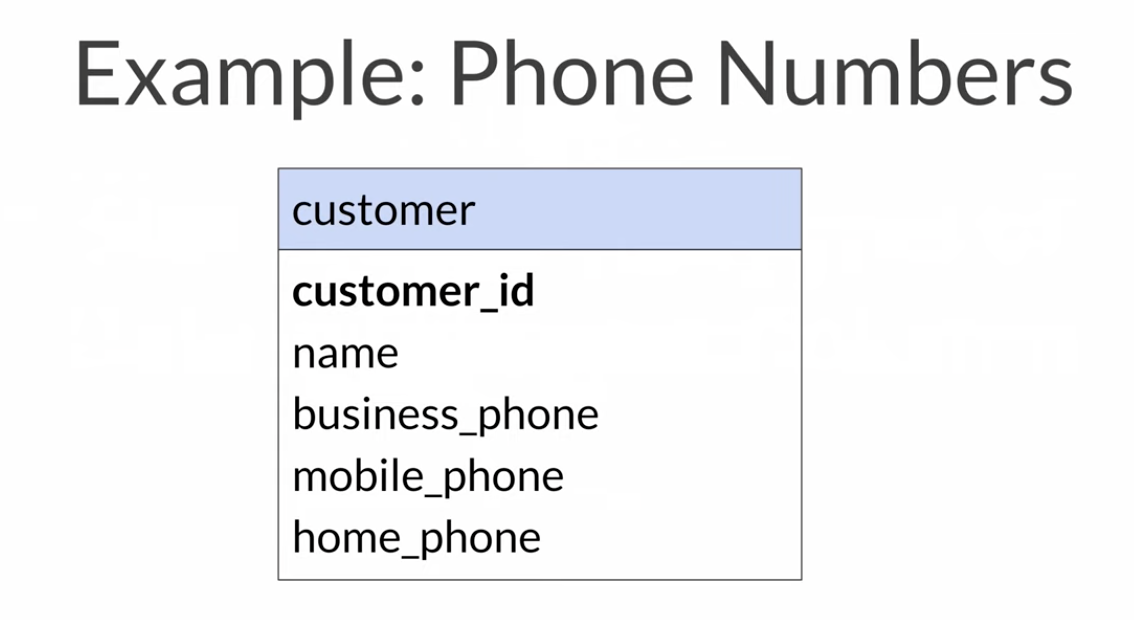 Example: Phone Numbers
customer
customer_id
name
business_phone
mobile_phone
home_phone